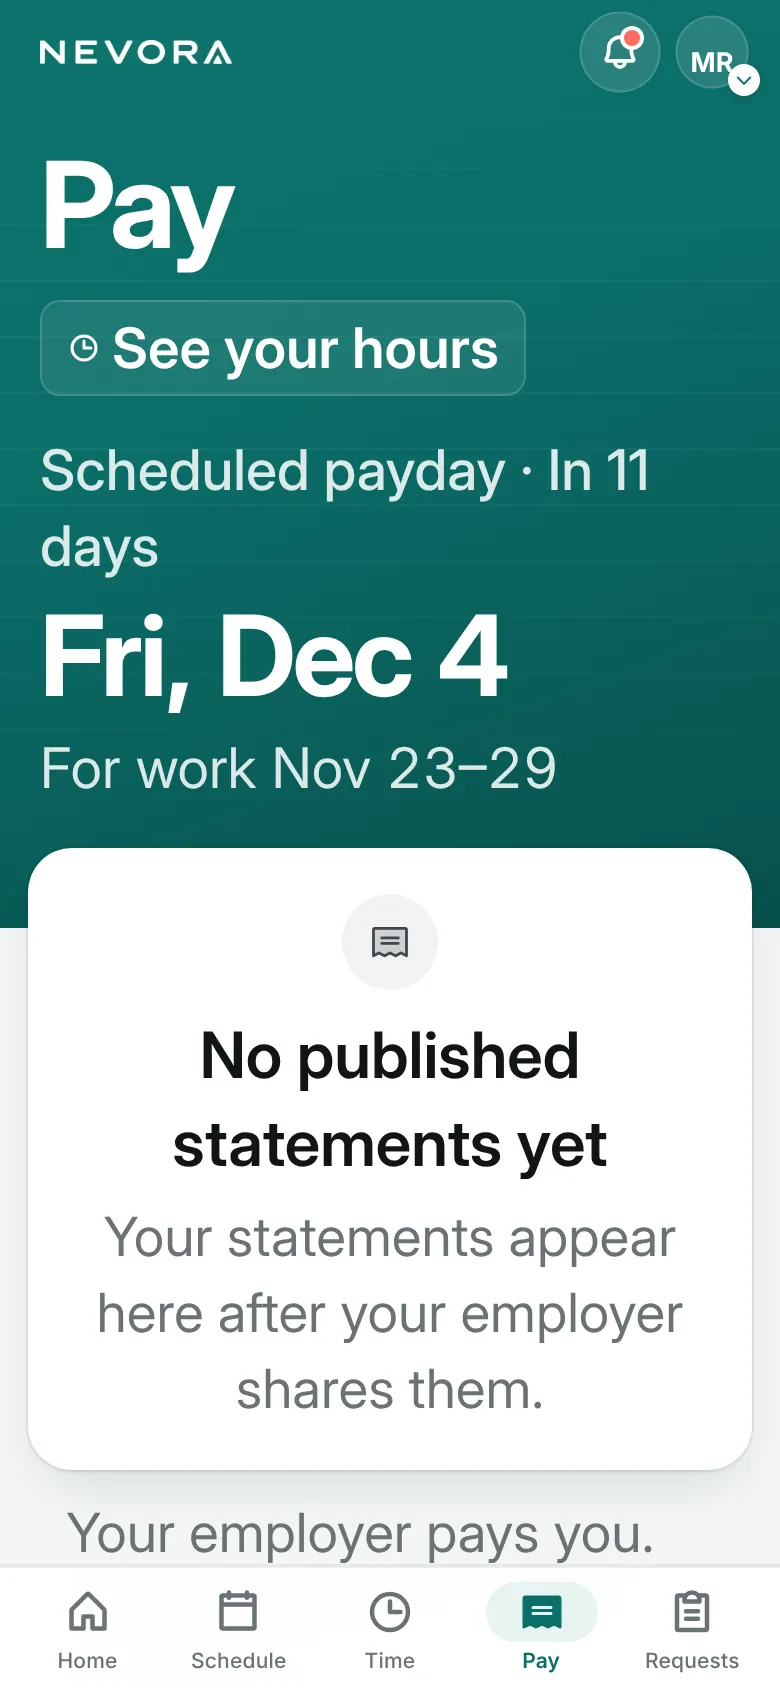 NEVORA
MR
Pay
See your hours
Scheduled payday · In 11
days
Fri, Dec 4
For work Nov 23–29
No published
statements yet
Your statements appear
here after your employer
shares them.
Your employer pays you.
Home
Schedule
Time
Pay
Requests